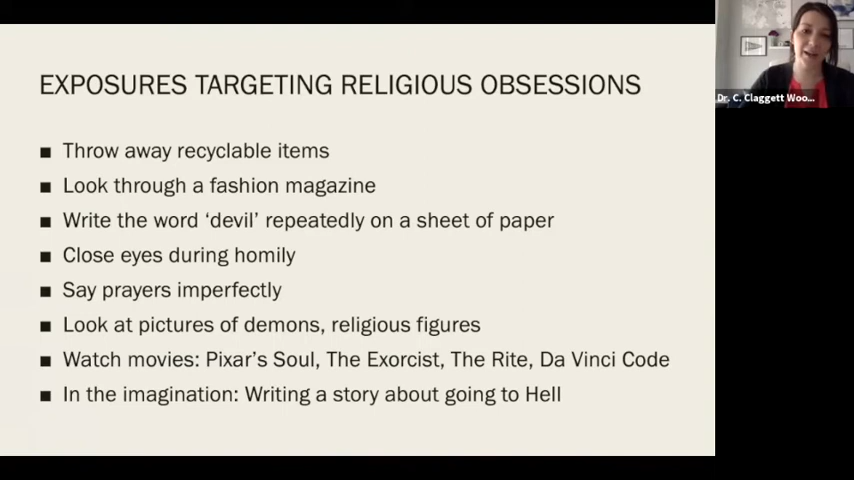 EXPOSURES TARGETING RELIGIOUS OBSESSIONS
Throw away recyclable items
Look through a fashion magazine
Write the word ‘devil’ repeatedly on a sheet of paper
Close eyes during homily
Say prayers imperfectly
Look at pictures of demons, religious figures
Watch movies: Pixar’s Soul, The Exorcist, The Rite, Da Vinci Code
In the imagination: Writing a story about going to Hell
Dr. C. Claggett Woo...